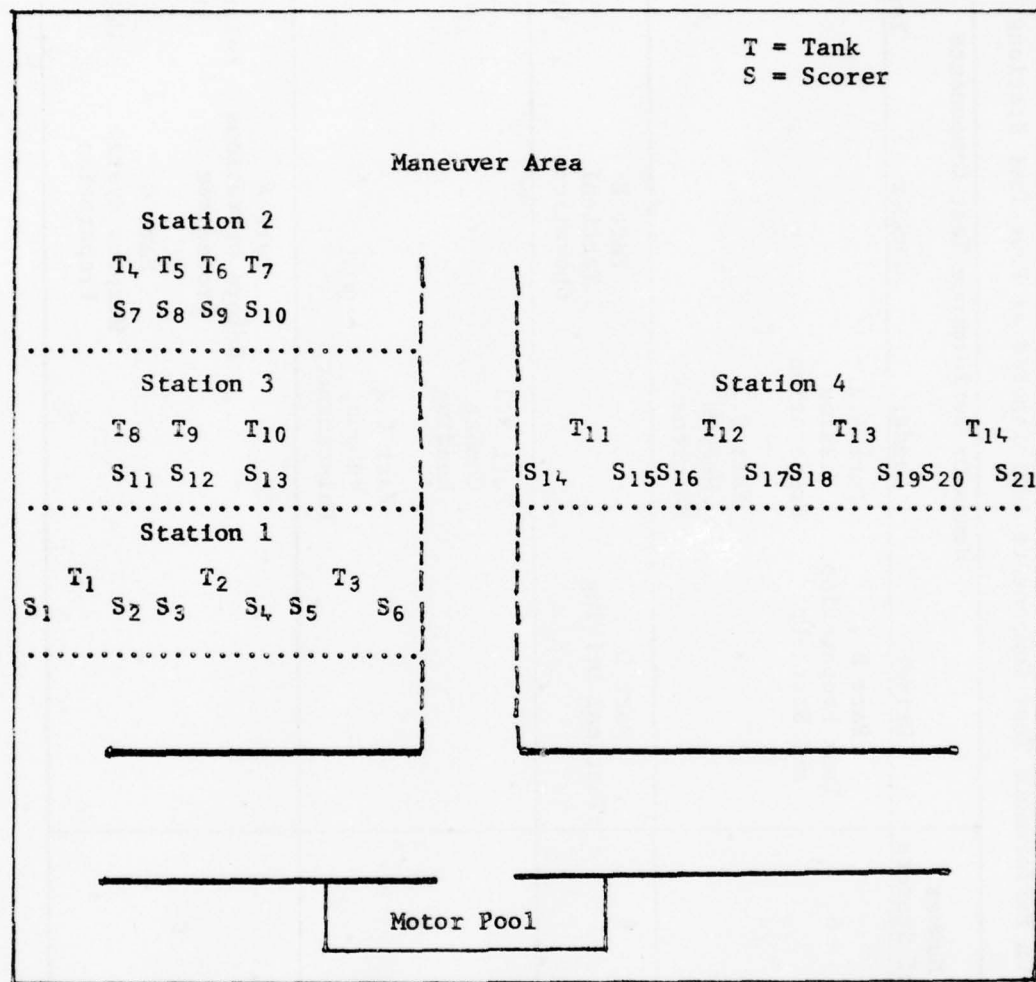 T = Tank
S = Scorer
Maneuver Area
Station 2
T4 T5 T6 T7
S7 S8 S9 S10
Station 3
T8 T9 T10
S11 S12 S13
Station 4
T11 T12 T13 T14
S14 S15 S16 S17 S18 S19 S20 S21
Station 1
T1 T2 T3
S1 S2 S3 S4 S5 S6
Motor Pool